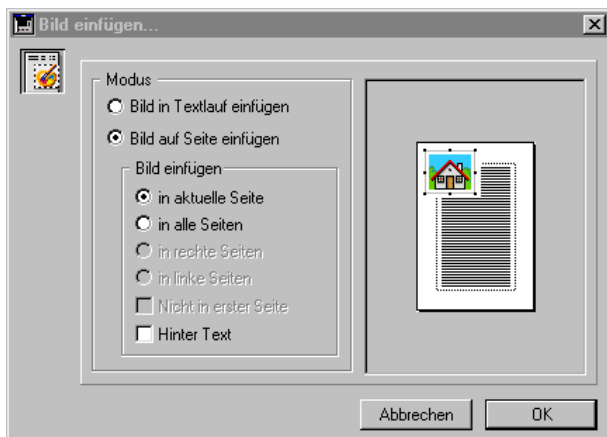 Bild einfügen...
Modus
Bild in Textlauf einfügen
Bild auf Seite einfügen
Bild einfügen
in aktuelle Seite
in alle Seiten
in rechte Seiten
in linke Seiten
Nicht in erster Seite
Hinter Text
Abbrechen
OK